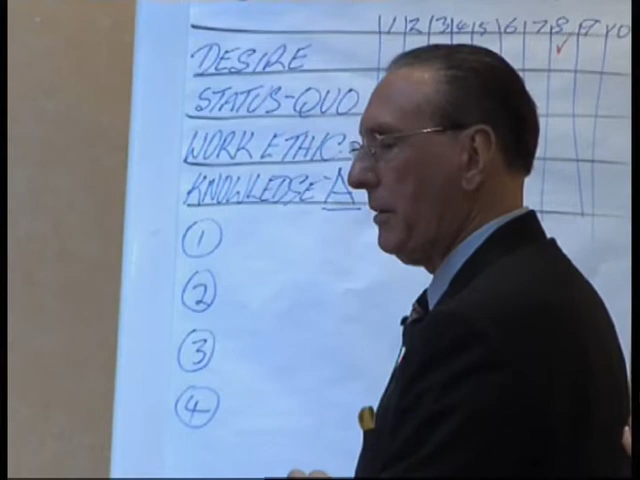 1 2 3 4 5 6 7 8 9 10
DESIRE ✓
STATUS-QUO
WORK ETHIC
KNOWLEDGE-A
1
2
3
4